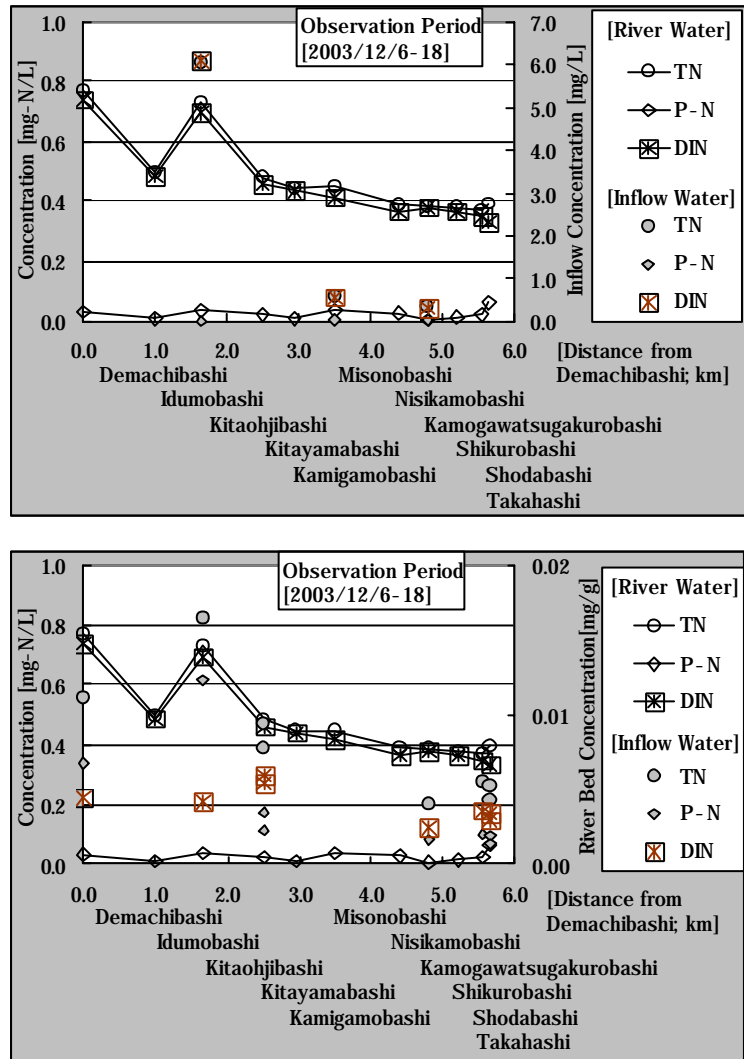 Observation Period
[2003/12/6-18]
Concentration [mg-N/L]
1.0
0.8
0.6
0.4
0.2
0.0
Inflow Concentration [mg/L]
7.0
6.0
5.0
4.0
3.0
2.0
1.0
0.0
0.0 1.0 2.0 3.0 4.0 5.0 6.0
[Distance from
Demachibashi; km]
Demachibashi
Idumobashi
Kitaohjibashi
Kitayamabashi
Kamigamobashi
Misonobashi
Nisikamobashi
Kamogawatsugakurobashi
Shikurobashi
Shodabashi
Takahashi
[River Water]
TN
P-N
DIN
[Inflow Water]
TN
P-N
DIN
Observation Period
[2003/12/6-18]
Concentration [mg-N/L]
1.0
0.8
0.6
0.4
0.2
0.0
River Bed Concentration[mg/g]
0.02
0.01
0.00
0.0 1.0 2.0 3.0 4.0 5.0 6.0
[Distance from
Demachibashi; km]
Demachibashi
Idumobashi
Kitaohjibashi
Kitayamabashi
Kamigamobashi
Misonobashi
Nisikamobashi
Kamogawatsugakurobashi
Shikurobashi
Shodabashi
Takahashi
[River Water]
TN
P-N
DIN
[Inflow Water]
TN
P-N
DIN